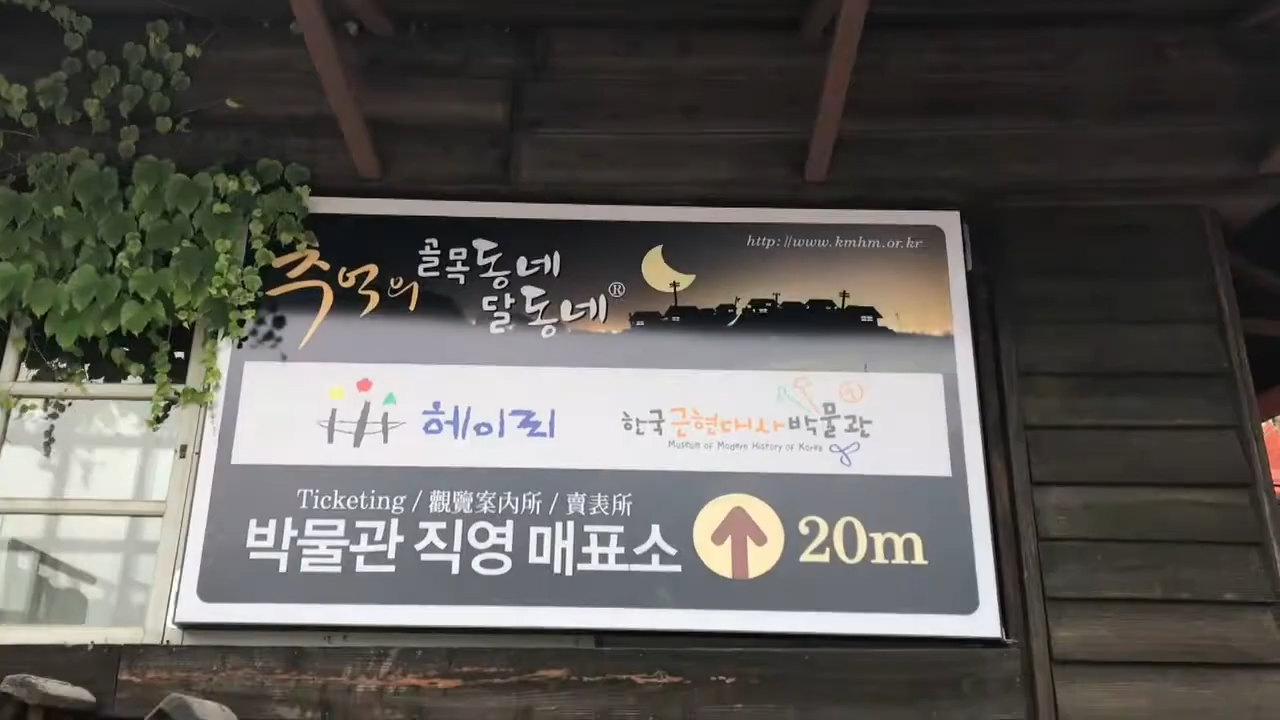 http://www.kmhm.or.kr
추억의 골목동네
달동네®
헤이리
한국근현대사박물관
Museum of Modern History of Korea
Ticketing / 觀覽案內所 / 賣表所
박물관 직영 매표소 20m